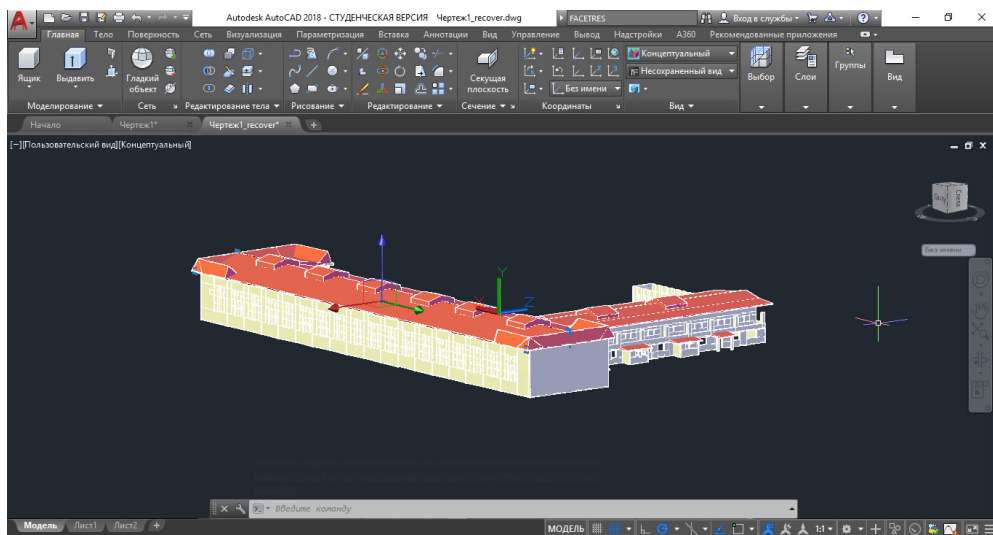 Autodesk AutoCAD 2018 - СТУДЕНЧЕСКАЯ ВЕРСИЯ Чертеж1_recover.dwg FACETRES Вход в службы
Главная Тело Поверхность Сеть Визуализация Параметризация Вставка Аннотации Вид Управление Вывод Надстройки A360 Рекомендованные приложения
Концептуальный
Несохраненный вид
Без имени
Ящик Выдавить Гладкий объект Секущая плоскость Выбор Слои Группы Вид
Моделирование Сеть Редактирование тела Рисование Редактирование Сечение Координаты Вид
Начало Чертеж1* Чертеж1_recover*
[−][Пользовательский вид][Концептуальный]
Слева
Без имени
Y
X
Z
Введите команду
Модель Лист1 Лист2 +
МОДЕЛЬ 1:1